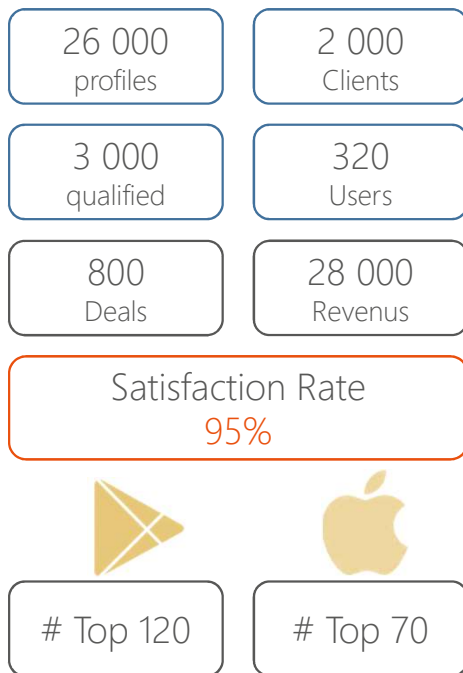 26 000
profiles
2 000
Clients
3 000
qualified
320
Users
800
Deals
28 000
Revenus
Satisfaction Rate
95%
# Top 120
# Top 70